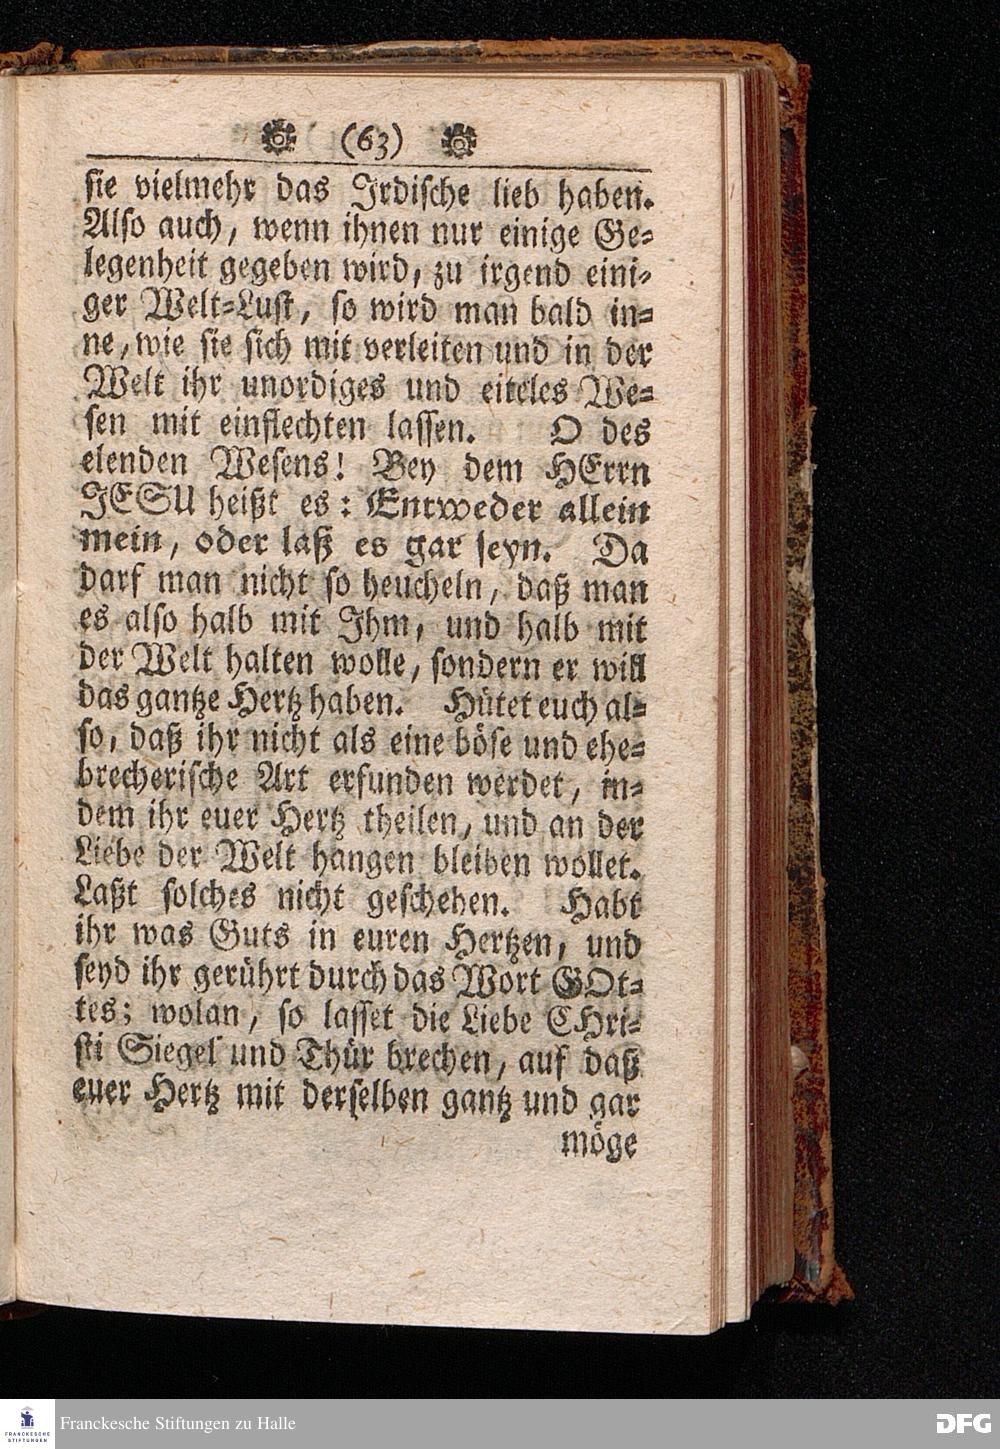 (63)
sie vielmehr das Irdische lieb haben.
Also auch, wenn ihnen nur einige Ge-
legenheit gegeben wird, zu irgend eini-
ger Welt-Lust, so wird man bald in-
ne, wie sie sich mit verleiten und in der
Welt ihr unordiges und eiteles We-
sen mit einflechten lassen. O des
elenden Wesens! Bey dem HErrn
JESU heißt es: Entweder allein
mein, oder laß es gar seyn. Da
darf man nicht so heucheln, daß man
es also halb mit Ihm, und halb mit
der Welt halten wolle, sondern er will
das gantze Hertz haben. Hütet euch al-
so, daß ihr nicht als eine böse und ehe-
brecherische Art erfunden werdet, in-
dem ihr euer Hertz theilen, und an der
Liebe der Welt hangen bleiben wollet.
Laßt solches nicht geschehen. Habt
ihr was Guts in euren Hertzen, und
seyd ihr gerührt durch das Wort GOt-
tes; wolan, so lasset die Liebe CHri-
sti Siegel und Thür brechen, auf daß
euer Hertz mit derselben gantz und gar
möge
FRANCKESCHE
STIFTUNGEN
Franckesche Stiftungen zu Halle
DFG